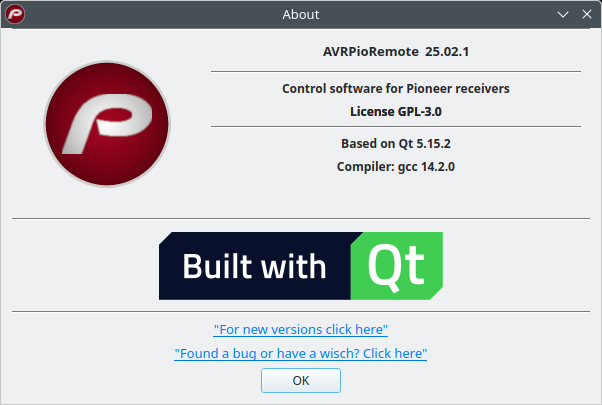 About
AVRPioRemote 25.02.1
Control software for Pioneer receivers
License GPL-3.0
Based on Qt 5.15.2
Compiler: gcc 14.2.0
Built with Qt
"For new versions click here"
"Found a bug or have a wisch? Click here"
OK